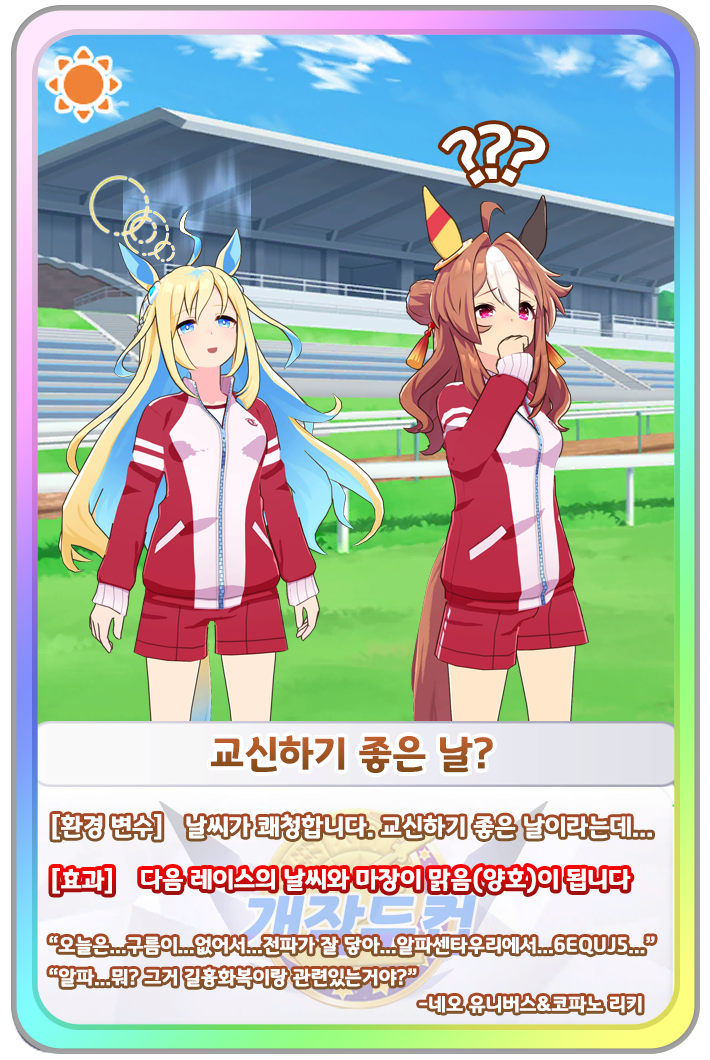 ???
교신하기 좋은 날?
[환경 변수] 날씨가 쾌청합니다. 교신하기 좋은 날이라는데...
[효과] 다음 레이스의 날씨와 마장이 맑음(양호)이 됩니다
개잡드컵
“오늘은...구름이...없어서...전파가 잘 닿아...알파센타우리에서...6EQUJ5...”
“알파...뭐? 그거 길흉화복이랑 관련있는거야?”
-네오 유니버스&코파노 리키